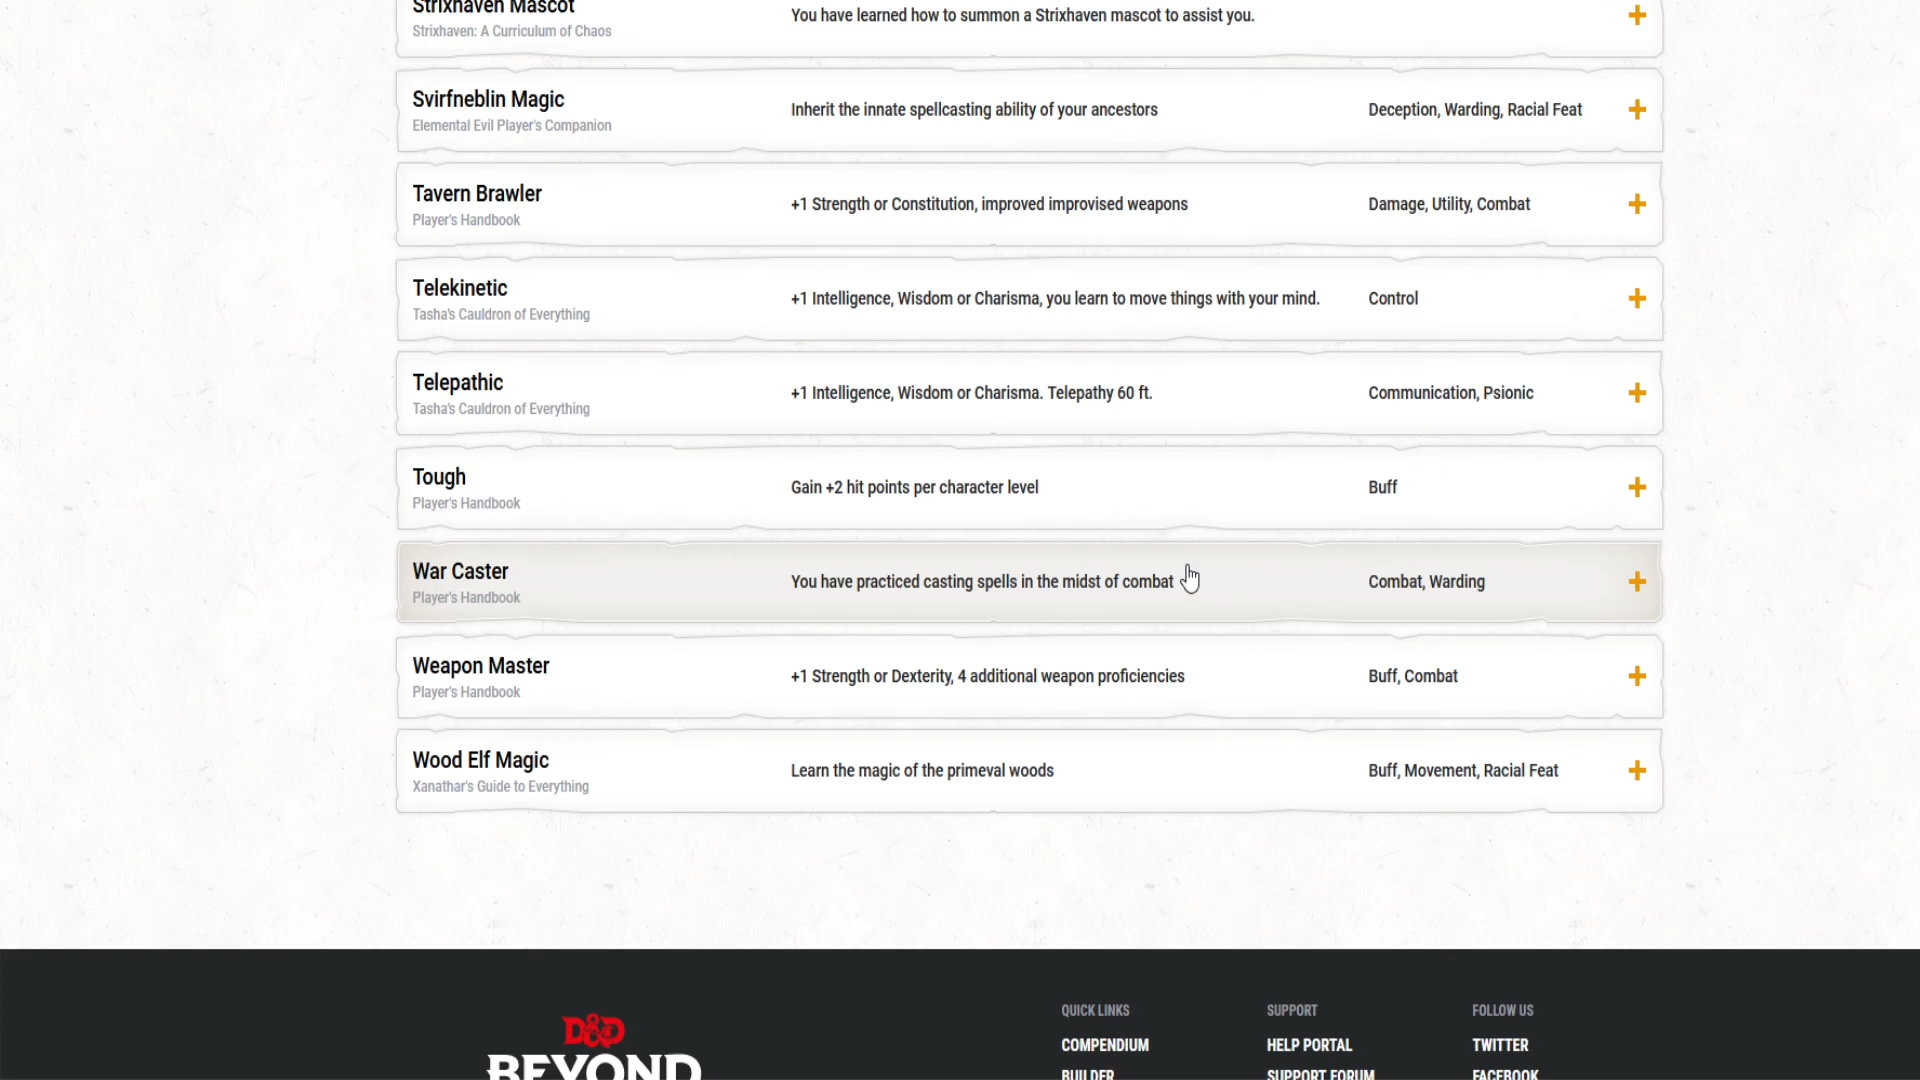 Strixhaven Mascot
Strixhaven: A Curriculum of Chaos
You have learned how to summon a Strixhaven mascot to assist you.
Svirfneblin Magic
Elemental Evil Player's Companion
Inherit the innate spellcasting ability of your ancestors
Deception, Warding, Racial Feat
Tavern Brawler
Player's Handbook
+1 Strength or Constitution, improved improvised weapons
Damage, Utility, Combat
Telekinetic
Tasha's Cauldron of Everything
+1 Intelligence, Wisdom or Charisma, you learn to move things with your mind.
Control
Telepathic
Tasha's Cauldron of Everything
+1 Intelligence, Wisdom or Charisma. Telepathy 60 ft.
Communication, Psionic
Tough
Player's Handbook
Gain +2 hit points per character level
Buff
War Caster
Player's Handbook
You have practiced casting spells in the midst of combat
Combat, Warding
Weapon Master
Player's Handbook
+1 Strength or Dexterity, 4 additional weapon proficiencies
Buff, Combat
Wood Elf Magic
Xanathar's Guide to Everything
Learn the magic of the primeval woods
Buff, Movement, Racial Feat
D&D
BEYOND
QUICK LINKS
COMPENDIUM
BUILDER
SUPPORT
HELP PORTAL
SUPPORT FORUM
FOLLOW US
TWITTER
FACEBOOK